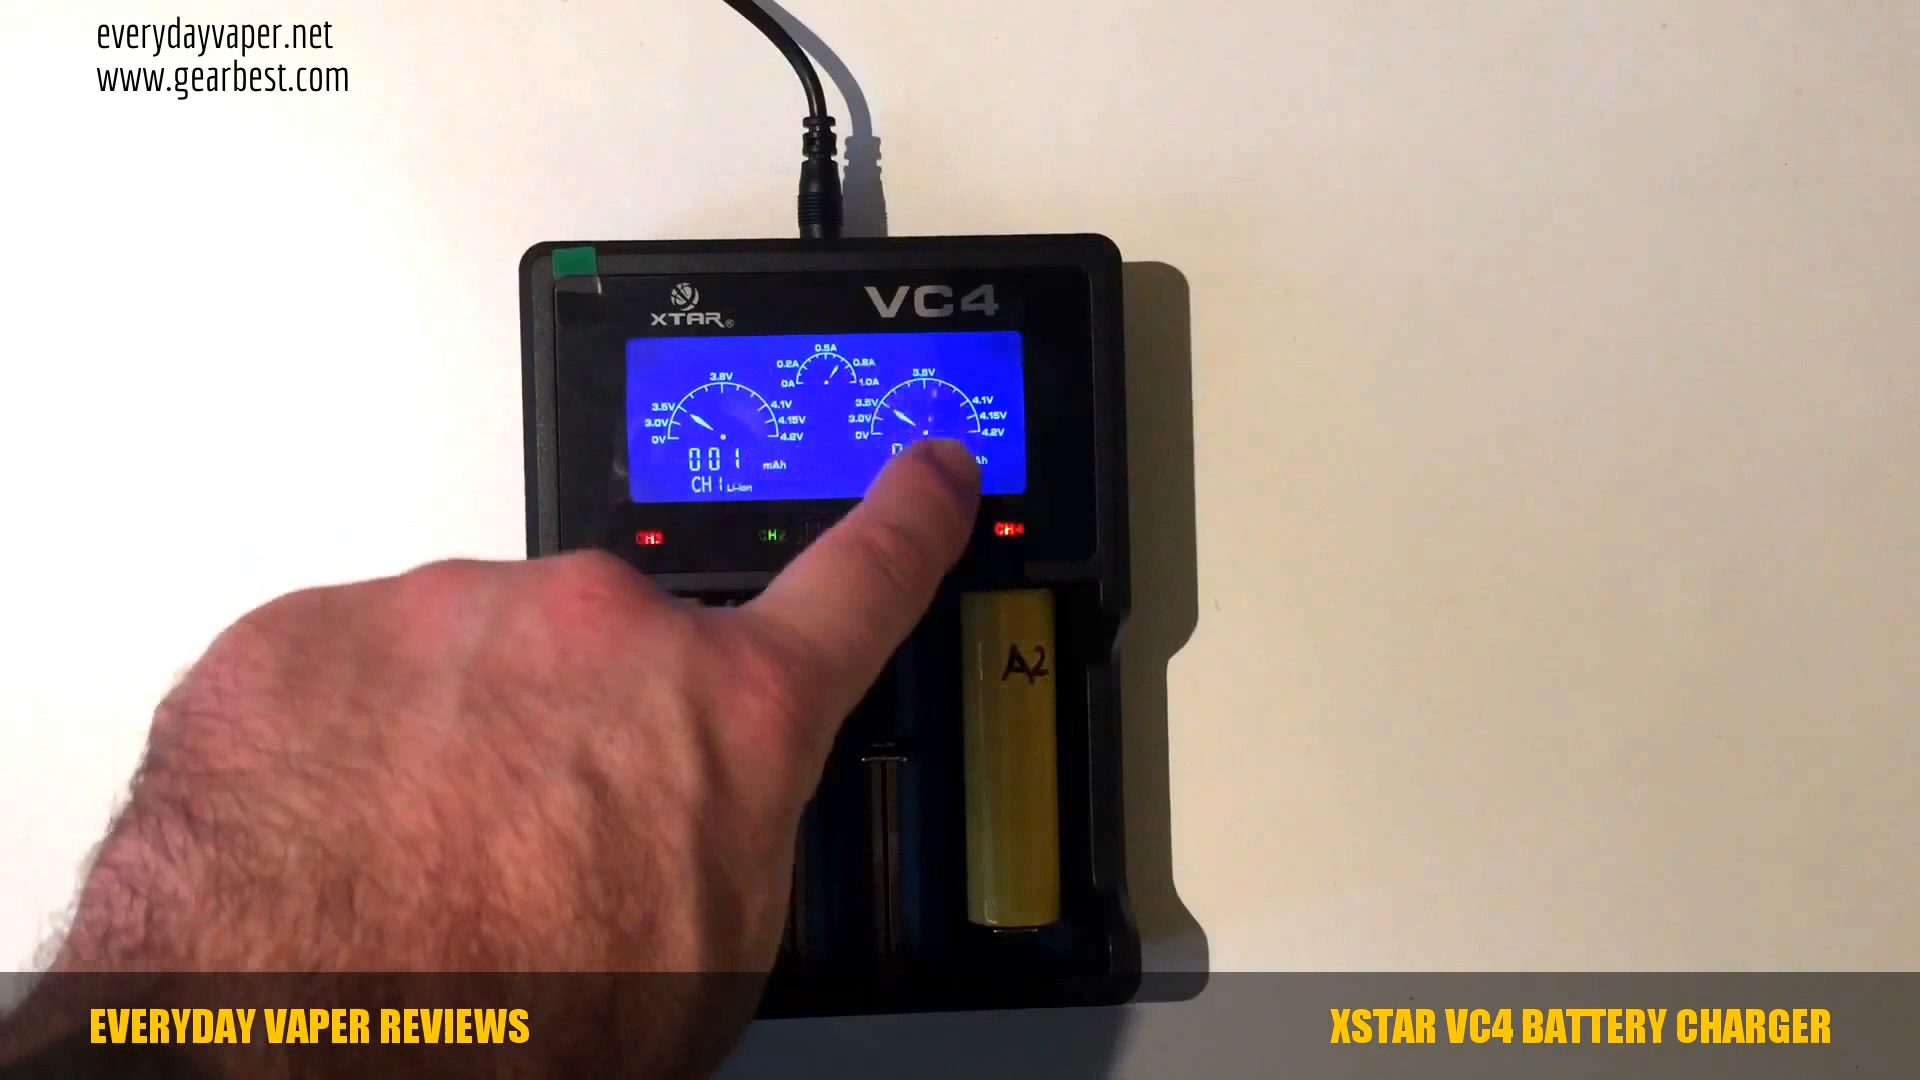 everydayvaper.net
www.gearbest.com
XTAR®
VC4
0A 0.2A 0.5A 0.8A 1.0A
0V 3.0V 3.5V 3.8V 4.1V 4.15V 4.2V
001 mAh
CH1 Li-ion
0V 3.0V 3.5V 3.8V 4.1V 4.15V 4.2V
CH2
CH4
A2
EVERYDAY VAPER REVIEWS
XSTAR VC4 BATTERY CHARGER